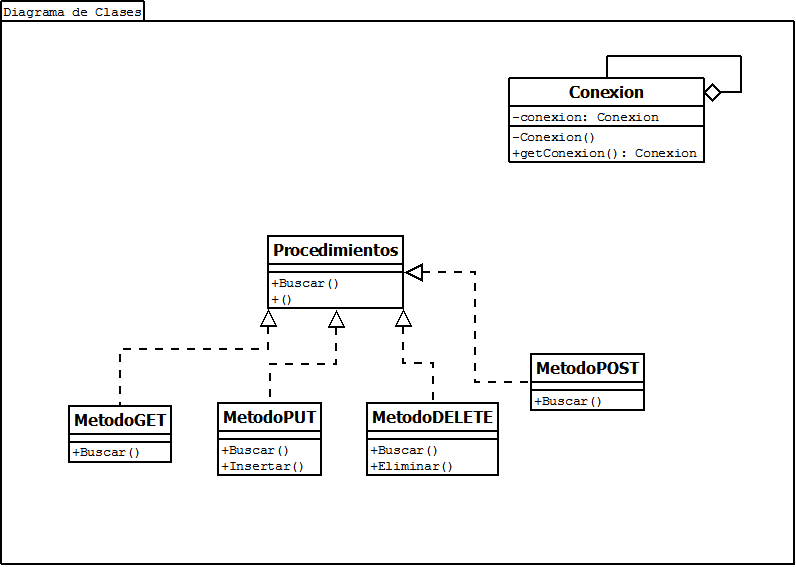 Diagrama de Clases
Conexion
-conexion: Conexion
-Conexion()
+getConexion(): Conexion
Procedimientos
+Buscar()
+()
MetodoPOST
+Buscar()
MetodoGET
+Buscar()
MetodoPUT
+Buscar()
+Insertar()
MetodoDELETE
+Buscar()
+Eliminar()